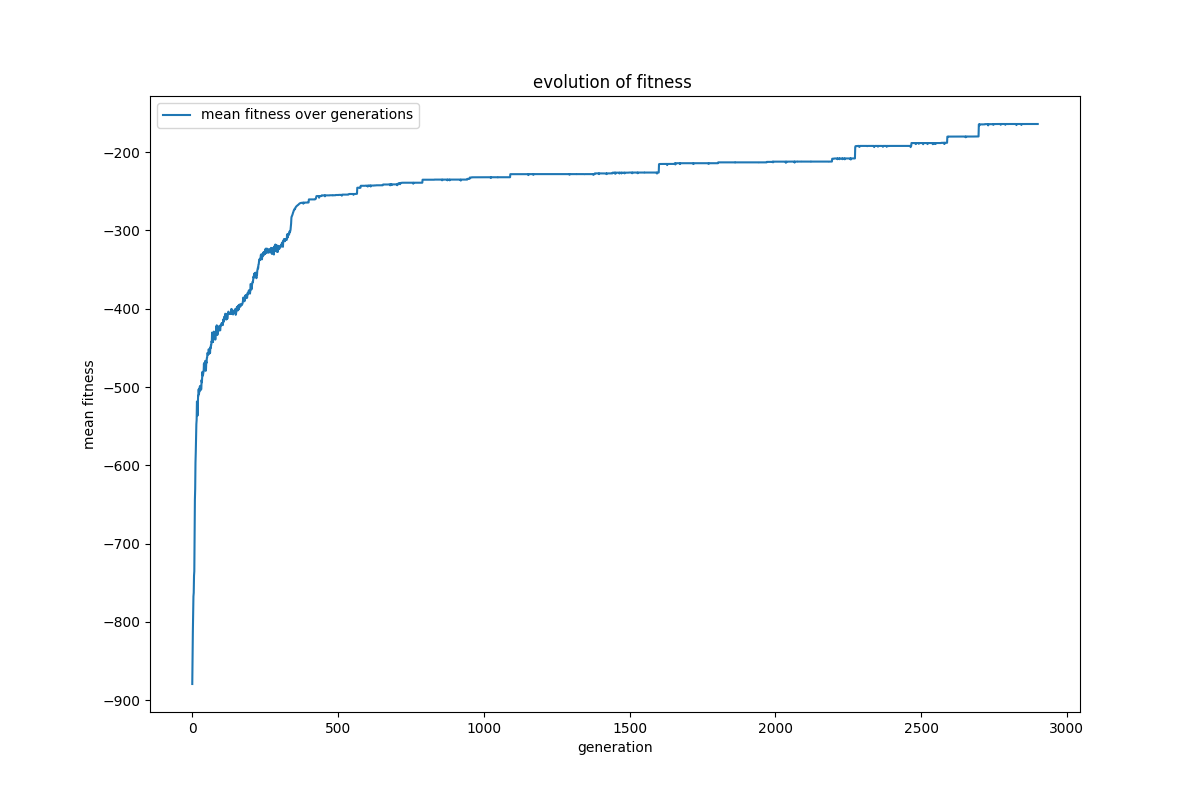 evolution of fitness
mean fitness over generations
−200
−300
−400
−500
−600
−700
−800
−900
mean fitness
0 500 1000 1500 2000 2500 3000
generation